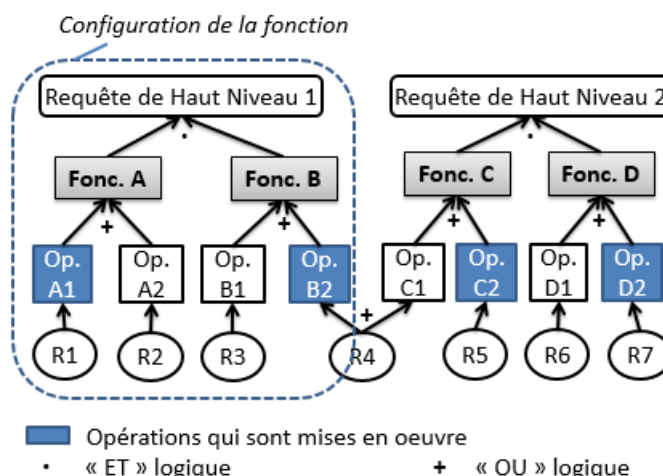 Configuration de la fonction
Requête de Haut Niveau 1
Requête de Haut Niveau 2
.
.
Fonc. A
Fonc. B
Fonc. C
Fonc. D
+
+
+
+
Op.
A1
Op.
A2
Op.
B1
Op.
B2
Op.
C1
Op.
C2
Op.
D1
Op.
D2
+
R1
R2
R3
R4
R5
R6
R7
Opérations qui sont mises en oeuvre
· « ET » logique
+ « OU » logique